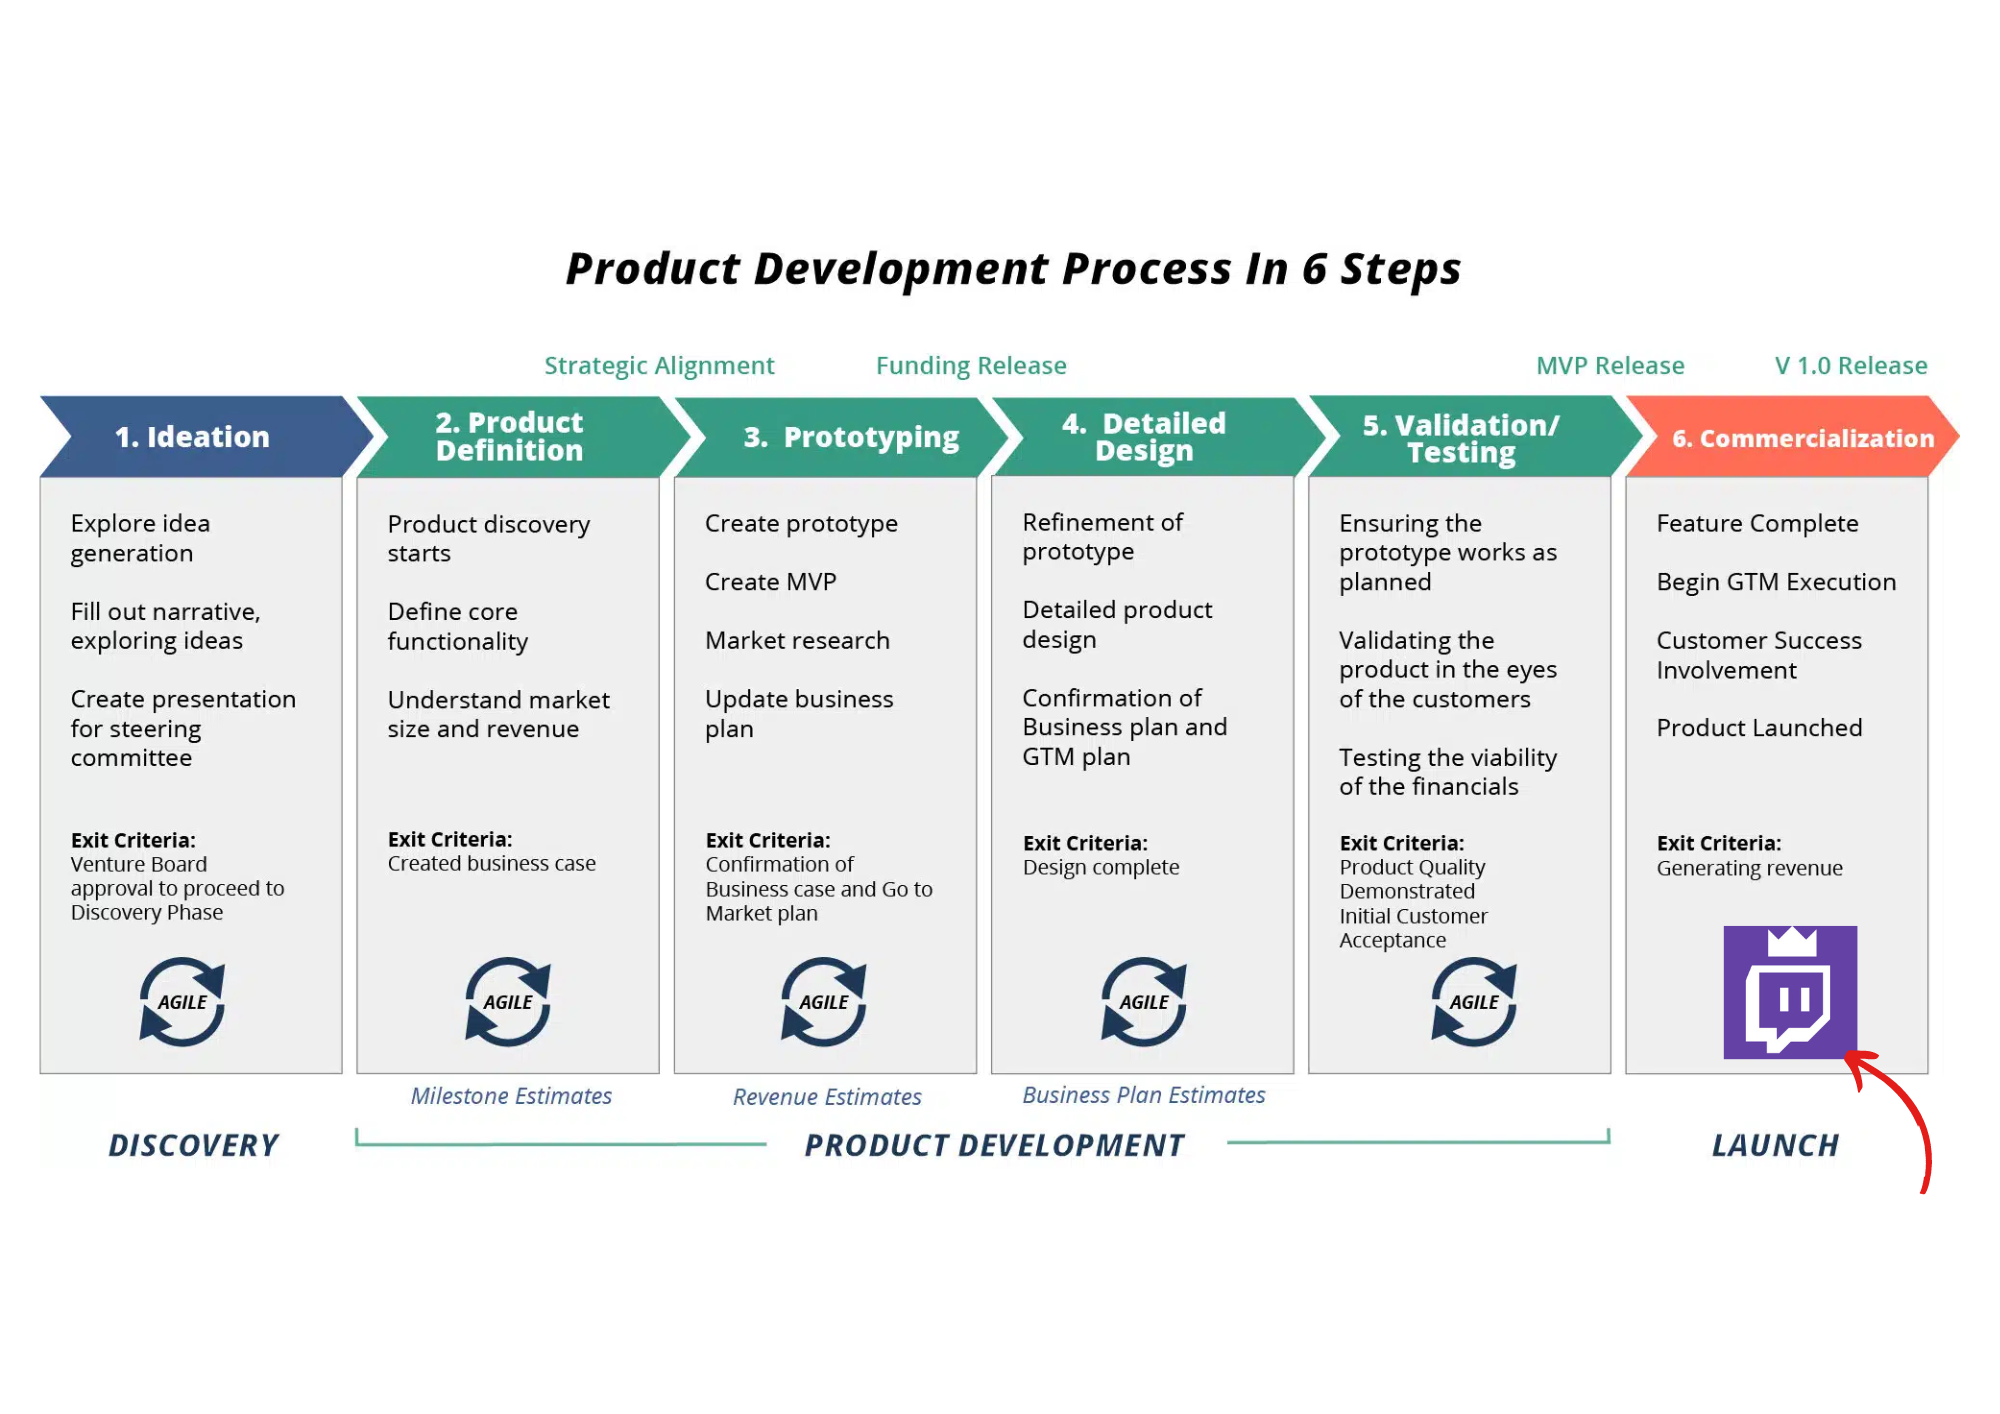 Product Development Process In 6 Steps
Strategic Alignment
Funding Release
MVP Release
V 1.0 Release
1. Ideation
Explore idea
generation
Fill out narrative,
exploring ideas
Create presentation
for steering
committee
Exit Criteria:
Venture Board
approval to proceed to
Discovery Phase
AGILE
2. Product
Definition
Product discovery
starts
Define core
functionality
Understand market
size and revenue
Exit Criteria:
Created business case
AGILE
3. Prototyping
Create prototype
Create MVP
Market research
Update business
plan
Exit Criteria:
Confirmation of
Business case and Go to
Market plan
AGILE
4. Detailed
Design
Refinement of
prototype
Detailed product
design
Confirmation of
Business plan and
GTM plan
Exit Criteria:
Design complete
AGILE
5. Validation/
Testing
Ensuring the
prototype works as
planned
Validating the
product in the eyes
of the customers
Testing the viability
of the financials
Exit Criteria:
Product Quality
Demonstrated
Initial Customer
Acceptance
AGILE
6. Commercialization
Feature Complete
Begin GTM Execution
Customer Success
Involvement
Product Launched
Exit Criteria:
Generating revenue
Milestone Estimates
Revenue Estimates
Business Plan Estimates
DISCOVERY
PRODUCT DEVELOPMENT
LAUNCH